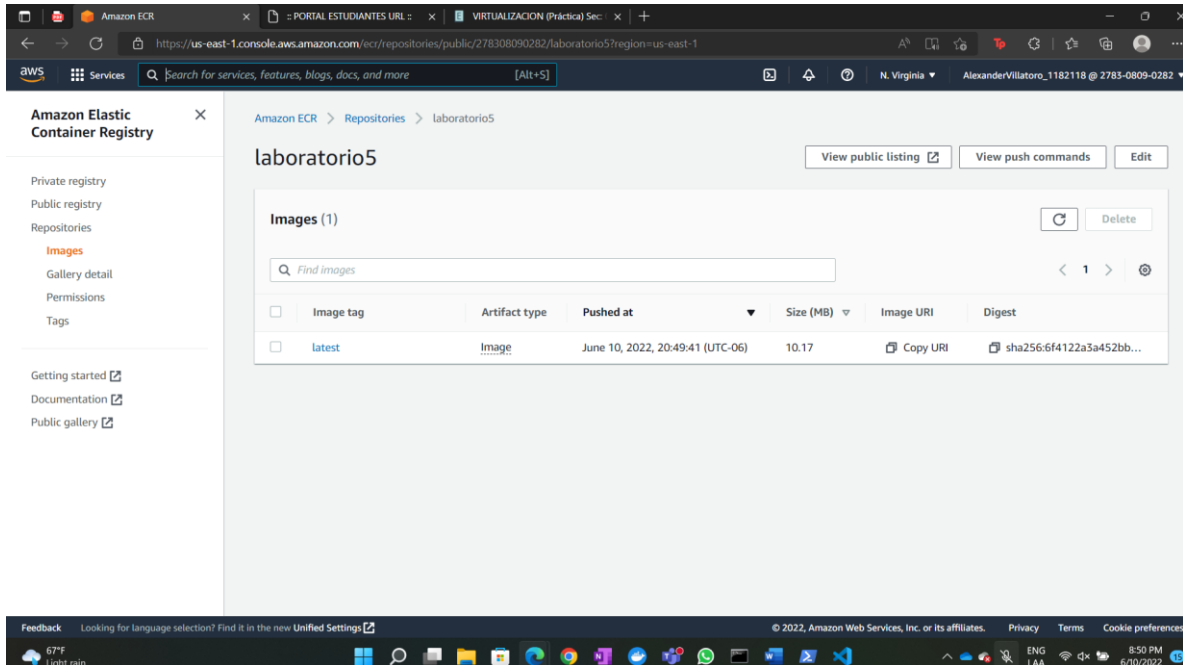 Amazon ECR
:: PORTAL ESTUDIANTES URL ::
VIRTUALIZACION (Práctica) Sec:
https://us-east-1.console.aws.amazon.com/ecr/repositories/public/278308090282/laboratorio5?region=us-east-1
aws
Services
Search for services, features, blogs, docs, and more
[Alt+S]
N. Virginia
AlexanderVillatoro_1182118 @ 2783-0809-0282
Amazon Elastic
Container Registry
Private registry
Public registry
Repositories
Images
Gallery detail
Permissions
Tags
Getting started
Documentation
Public gallery
Amazon ECR > Repositories > laboratorio5
laboratorio5
View public listing
View push commands
Edit
Images (1)
Delete
Find images
< 1 >
Image tag Artifact type Pushed at Size (MB) Image URI Digest
latest Image June 10, 2022, 20:49:41 (UTC-06) 10.17 Copy URI sha256:6f4122a3a452bb...
Feedback Looking for language selection? Find it in the new Unified Settings
© 2022, Amazon Web Services, Inc. or its affiliates. Privacy Terms Cookie preferences
67°F
Light rain
ENG
LAA
8:50 PM
6/10/2022
15